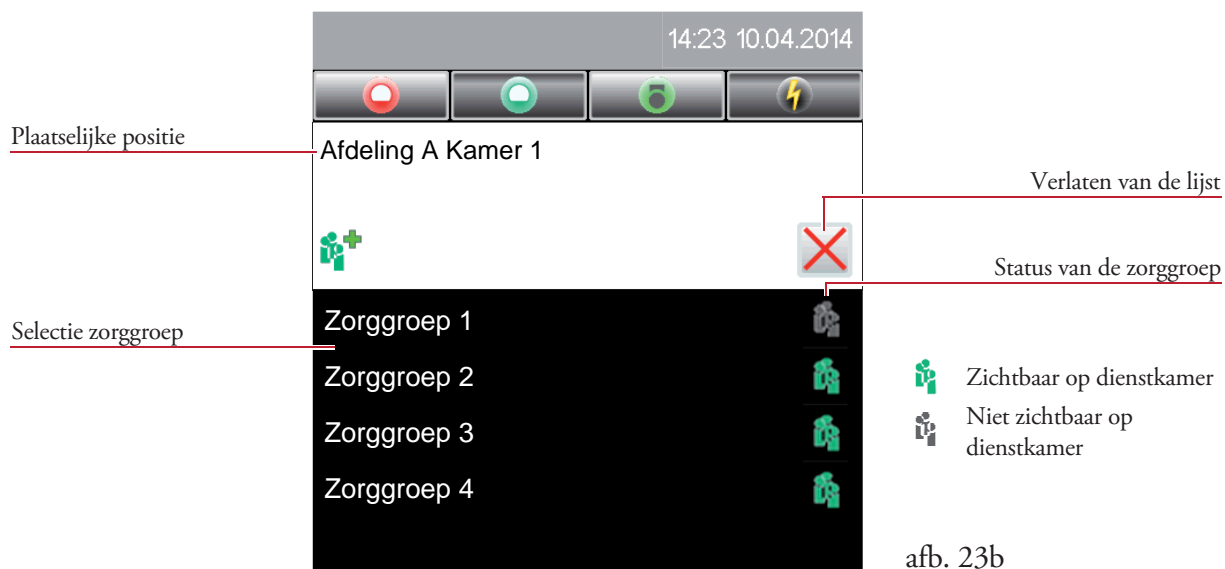 14:23 10.04.2014
Plaatselijke positie
Afdeling A Kamer 1
Verlaten van de lijst
Status van de zorggroep
Selectie zorggroep
Zorggroep 1
Zorggroep 2
Zorggroep 3
Zorggroep 4
Zichtbaar op dienstkamer
Niet zichtbaar op
dienstkamer
afb. 23b